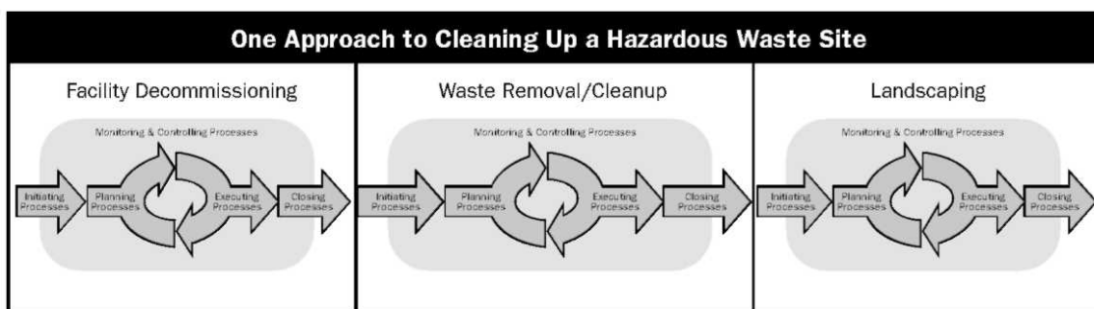 One Approach to Cleaning Up a Hazardous Waste Site
Facility Decommissioning
Monitoring & Controlling Processes
Initiating
Processes
Planning
Processes
Executing
Processes
Closing
Processes
Waste Removal/Cleanup
Monitoring & Controlling Processes
Initiating
Processes
Planning
Processes
Executing
Processes
Closing
Processes
Landscaping
Monitoring & Controlling Processes
Initiating
Processes
Planning
Processes
Executing
Processes
Closing
Processes